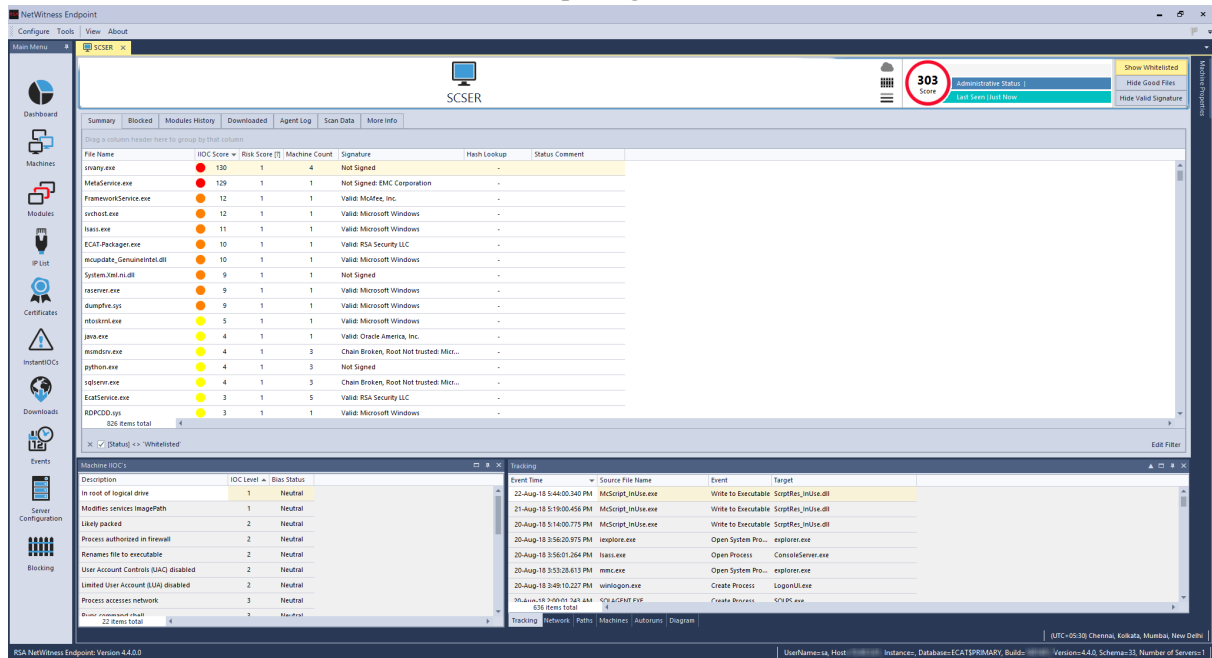 NetWitness Endpoint
Configure Tools View About
Main Menu
SCSER ×
SCSER
303
Score
Administrative Status : |
Last Seen |Just Now
Show Whitelisted
Hide Good Files
Hide Valid Signature
Machine Properties
Dashboard
Machines
Modules
IP List
Certificates
InstantIOCs
Downloads
Events
Server Configuration
Blocking
Summary Blocked Modules History Downloaded Agent Log Scan Data More Info
Drag a column header here to group by that column
File Name IIOC Score Risk Score [?] Machine Count Signature Hash Lookup Status Comment
srvany.exe 130 1 4 Not Signed -
MetaService.exe 129 1 1 Not Signed: EMC Corporation -
FrameworkService.exe 12 1 1 Valid: McAfee, Inc. -
svchost.exe 12 1 1 Valid: Microsoft Windows -
lsass.exe 11 1 1 Valid: Microsoft Windows -
ECAT-Packager.exe 10 1 1 Valid: RSA Security LLC -
mcupdate_GenuineIntel.dll 10 1 1 Valid: Microsoft Windows -
System.Xml.ni.dll 9 1 1 Not Signed -
raserver.exe 9 1 1 Valid: Microsoft Windows -
dumpfve.sys 9 1 1 Valid: Microsoft Windows -
ntoskrnl.exe 5 1 1 Valid: Microsoft Windows -
java.exe 4 1 1 Valid: Oracle America, Inc. -
msmdsrv.exe 4 1 3 Chain Broken, Root Not trusted: Micr... -
python.exe 4 1 3 Not Signed -
sqlservr.exe 4 1 3 Chain Broken, Root Not trusted: Micr... -
EcatService.exe 3 1 5 Valid: RSA Security LLC -
RDPCDD.sys 3 1 1 Valid: Microsoft Windows -
826 items total
[Status] <> 'Whitelisted' Edit Filter
Machine IIOC's
Description IOC Level Bias Status
In root of logical drive 1 Neutral
Modifies services ImagePath 1 Neutral
Likely packed 2 Neutral
Process authorized in firewall 2 Neutral
Renames file to executable 2 Neutral
User Account Controls (UAC) disabled 2 Neutral
Limited User Account (LUA) disabled 2 Neutral
Process accesses network 3 Neutral
Runs command shell 3 Neutral
22 items total
Tracking
Event Time Source File Name Event Target
22-Aug-18 5:44:00.340 PM McScript_InUse.exe Write to Executable ScrptRes_InUse.dll
21-Aug-18 5:19:00.456 PM McScript_InUse.exe Write to Executable ScrptRes_InUse.dll
20-Aug-18 5:14:00.775 PM McScript_InUse.exe Write to Executable ScrptRes_InUse.dll
20-Aug-18 3:56:20.975 PM iexplore.exe Open System Pro... explorer.exe
20-Aug-18 3:56:01.264 PM lsass.exe Open Process ConsoleServer.exe
20-Aug-18 3:53:28.613 PM mmc.exe Open System Pro... explorer.exe
20-Aug-18 3:49:10.227 PM winlogon.exe Create Process LogonUI.exe
20-Aug-18 2:00:01.243 AM SQLAGENT.EXE Create Process SQLPS.exe
636 items total
Tracking Network Paths Machines Autoruns Diagram
(UTC+05:30) Chennai, Kolkata, Mumbai, New Delhi
RSA NetWitness Endpoint: Version 4.4.0.0
UserName=sa, Host Instance=, Database=ECAT$PRIMARY, Build= Version=4.4.0, Schema=33, Number of Servers=1